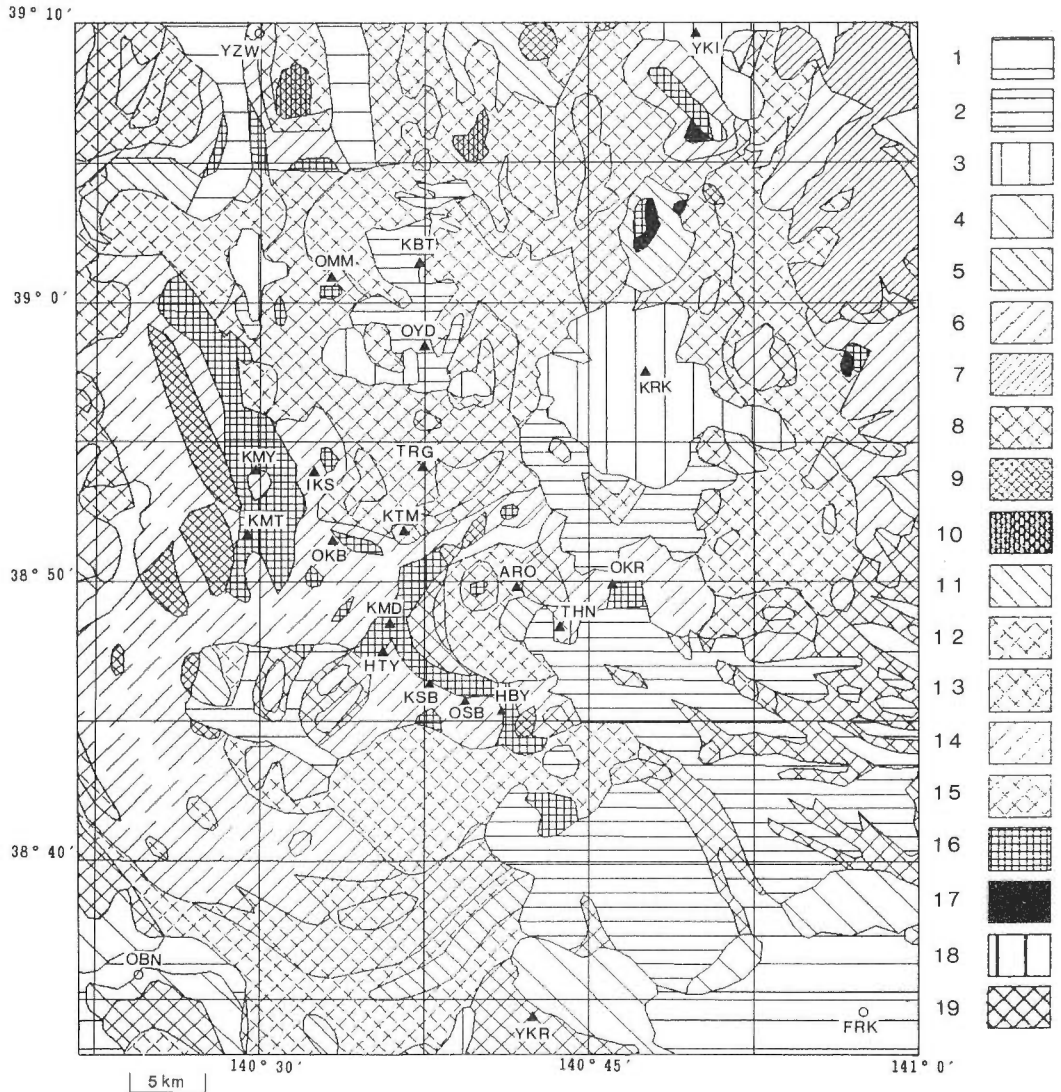 39° 10′
YZW
YKI
KBT
OMM
39° 0′
OYD
KRK
KMY
IKS
TRG
KMT
KTM
OKB
38° 50′
ARO
OKR
KMD
THN
HTY
KSB
OSB
HBY
38° 40′
OBN
YKR
FRK
140° 30′
140° 45′
141° 0′
5 km
1
2
3
4
5
6
7
8
9
10
11
12
13
14
15
16
17
18
19